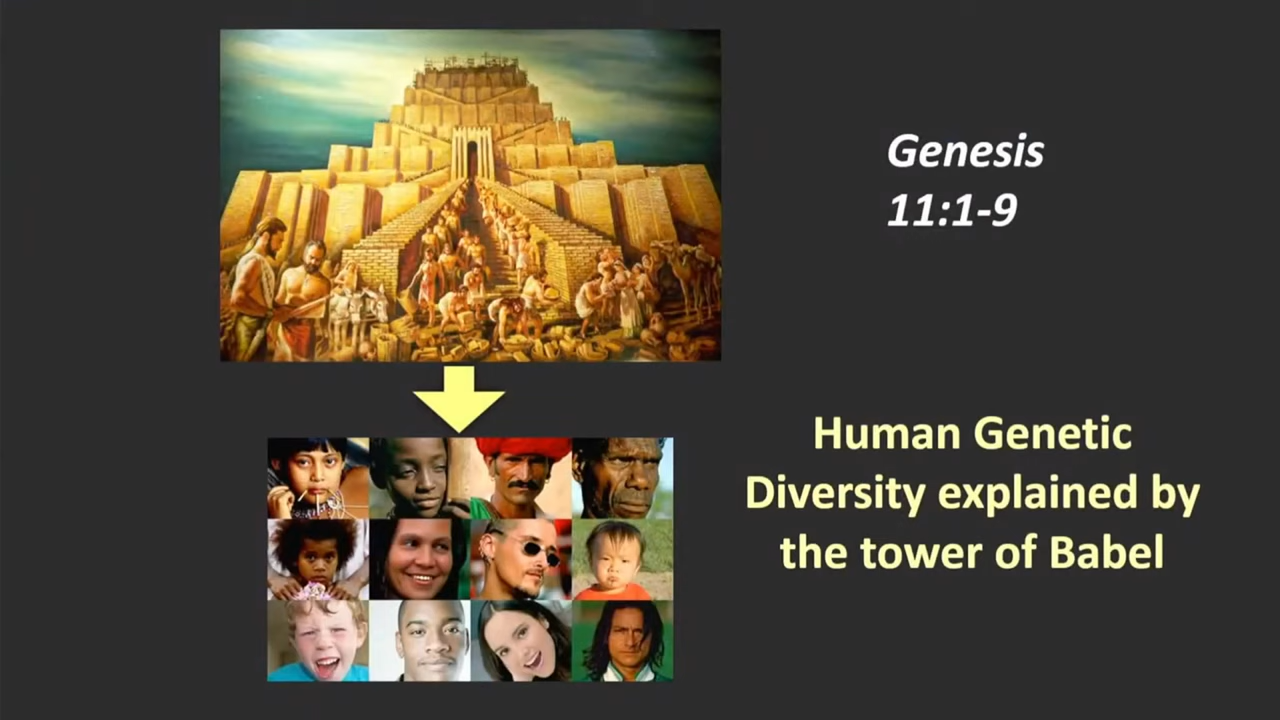 Genesis
11:1-9
Human Genetic
Diversity explained by
the tower of Babel